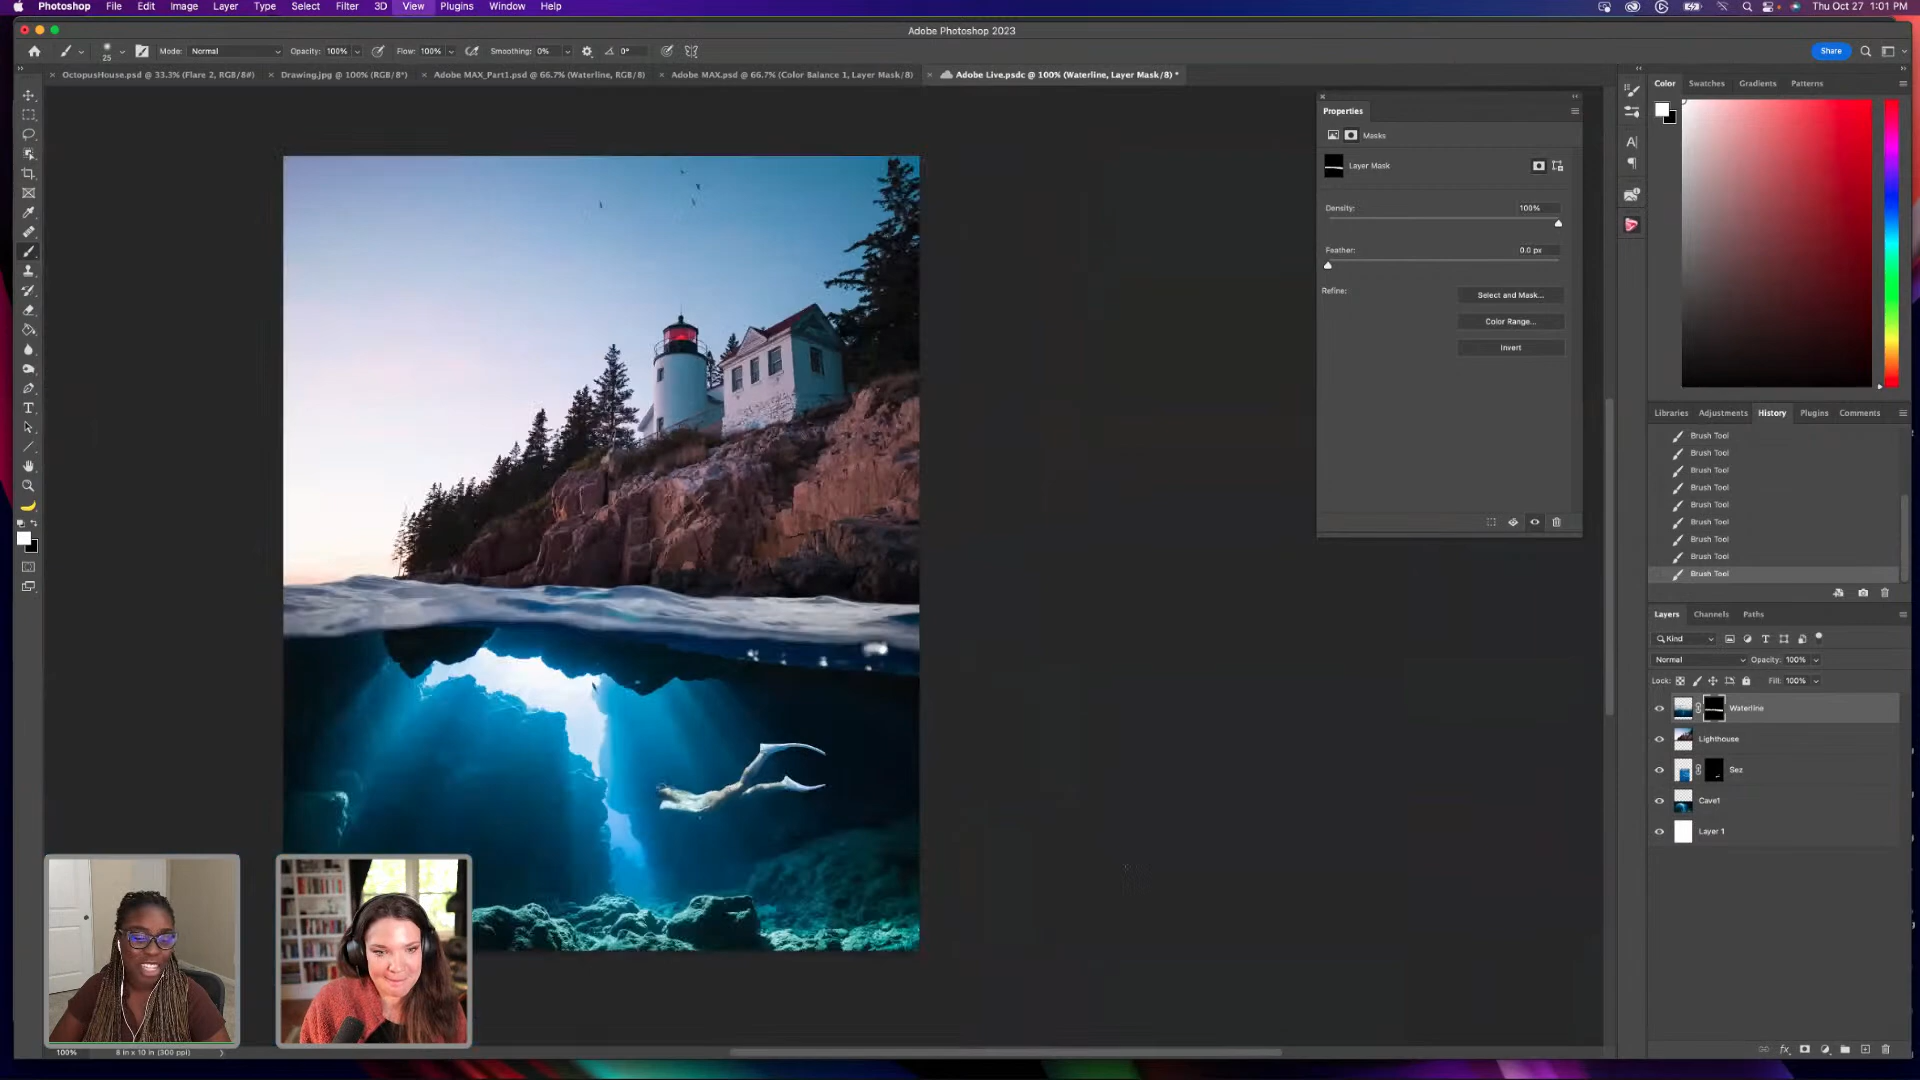 Photoshop File Edit Image Layer Type Select Filter 3D View Plugins Window Help
Thu Oct 27 1:01 PM
Adobe Photoshop 2023
25 Mode: Normal Opacity: 100% Flow: 100% Smoothing: 0% 0°
Share
OctopusHouse.psd @ 33.3% (Flare 2, RGB/8#)
Drawing.jpg @ 100% (RGB/8*)
Adobe MAX_Part1.psd @ 66.7% (Waterline, RGB/8)
Adobe MAX.psd @ 66.7% (Color Balance 1, Layer Mask/8)
Adobe Live.psdc @ 100% (Waterline, Layer Mask/8) *
Properties
Masks
Layer Mask
Density: 100%
Feather: 0.0 px
Refine: Select and Mask...
Color Range...
Invert
Color Swatches Gradients Patterns
Libraries Adjustments History Plugins Comments
Brush Tool
Brush Tool
Brush Tool
Brush Tool
Brush Tool
Brush Tool
Brush Tool
Brush Tool
Brush Tool
Layers Channels Paths
Kind
Normal Opacity: 100%
Lock: Fill: 100%
Waterline
Lighthouse
Sez
Cave1
Layer 1
100% 8 in x 10 in (300 ppi)